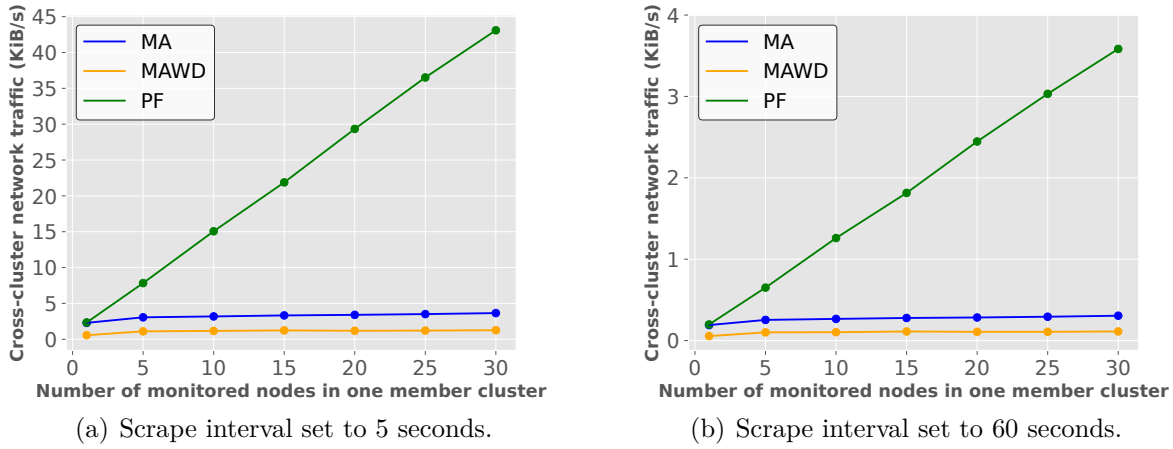 Cross-cluster network traffic (KiB/s)
45
40
35
30
25
20
15
10
5
0
MA
MAWD
PF
0 5 10 15 20 25 30
Number of monitored nodes in one member cluster
(a) Scrape interval set to 5 seconds.
Cross-cluster network traffic (KiB/s)
4
3
2
1
0
MA
MAWD
PF
0 5 10 15 20 25 30
Number of monitored nodes in one member cluster
(b) Scrape interval set to 60 seconds.